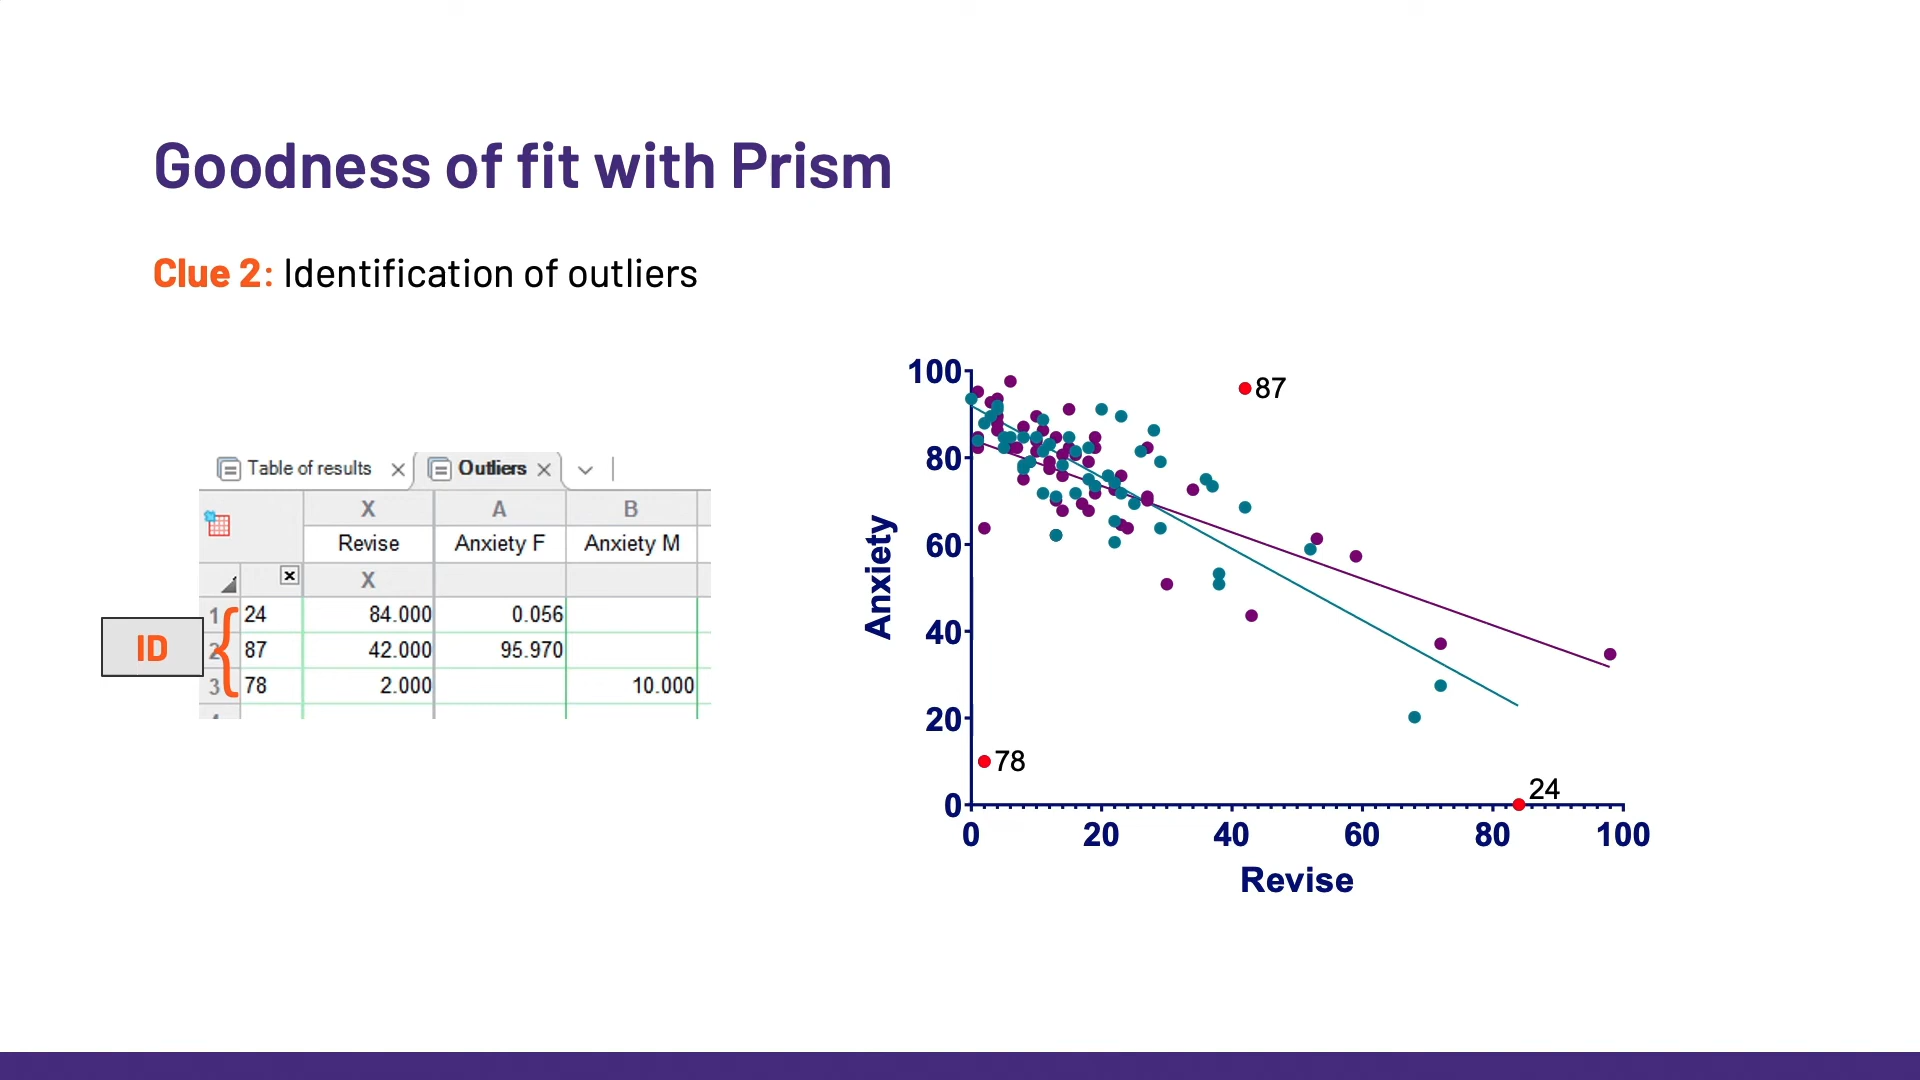 Goodness of fit with Prism
Clue 2: Identification of outliers
Table of results
Outliers
X A B
Revise Anxiety F Anxiety M
X
1 24 84.000 0.056
2 87 42.000 95.970
3 78 2.000 10.000
ID
100
80
60
40
20
0
Anxiety
87
78
24
0 20 40 60 80 100
Revise